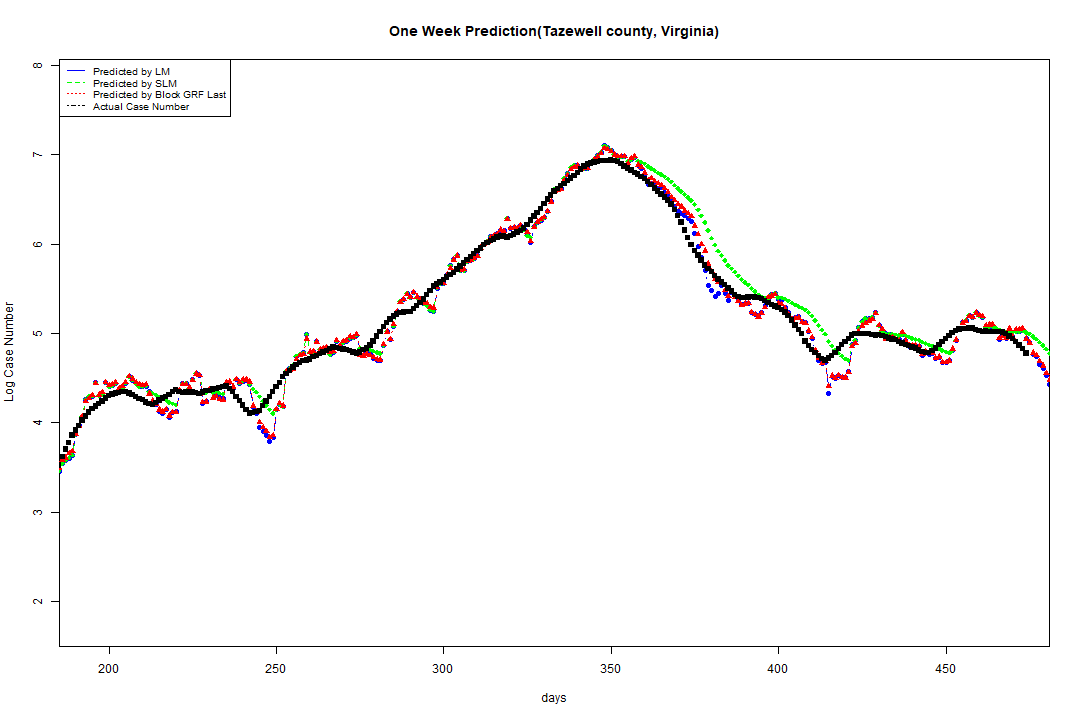 One Week Prediction(Tazewell county, Virginia)
Predicted by LM
Predicted by SLM
Predicted by Block GRF Last
Actual Case Number
Log Case Number
8
7
6
5
4
3
2
200 250 300 350 400 450
days